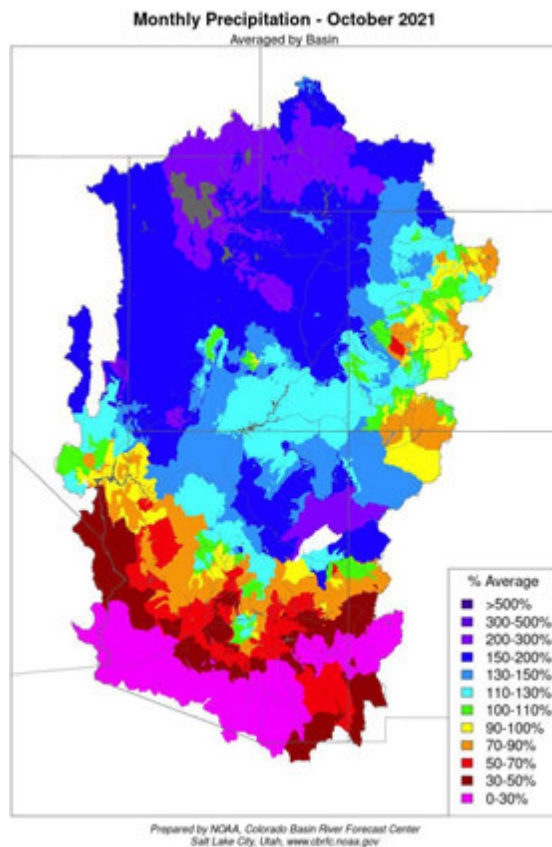 Monthly Precipitation - October 2021
Averaged by Basin
% Average
>500%
300-500%
200-300%
150-200%
130-150%
110-130%
100-110%
90-100%
70-90%
50-70%
30-50%
0-30%
Prepared by NOAA, Colorado Basin River Forecast Center
Salt Lake City, Utah, www.cbrfc.noaa.gov